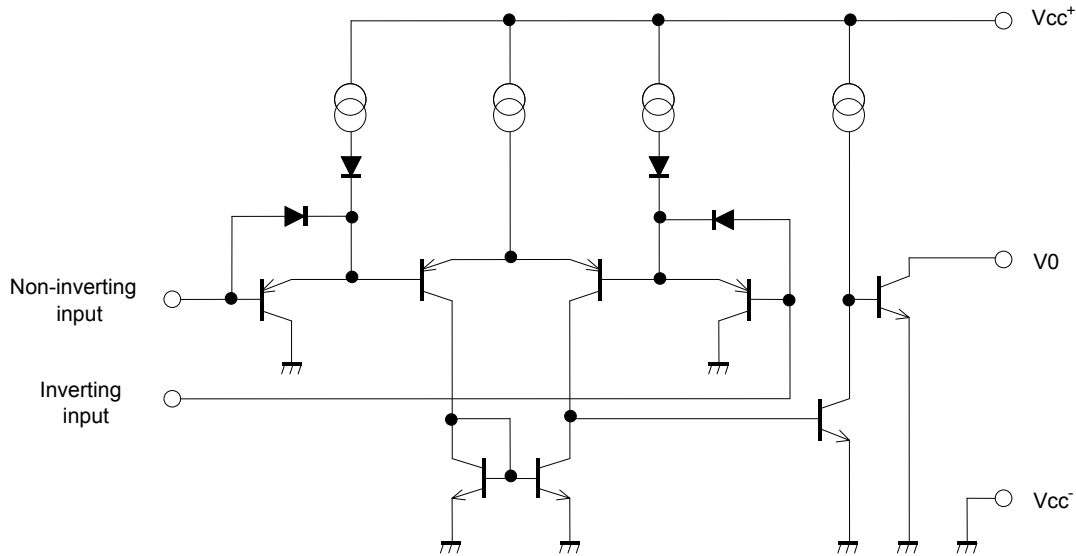 Vcc+
Non-inverting
input
V0
Inverting
input
Vcc-